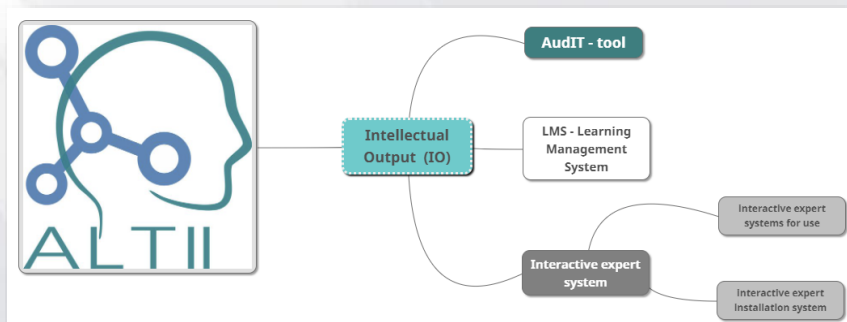 ALTII
Intellectual
Output (IO)
AudIT - tool
LMS - Learning
Management
System
Interactive expert
system
Interactive expert
systems for use
Interactive expert
installation system